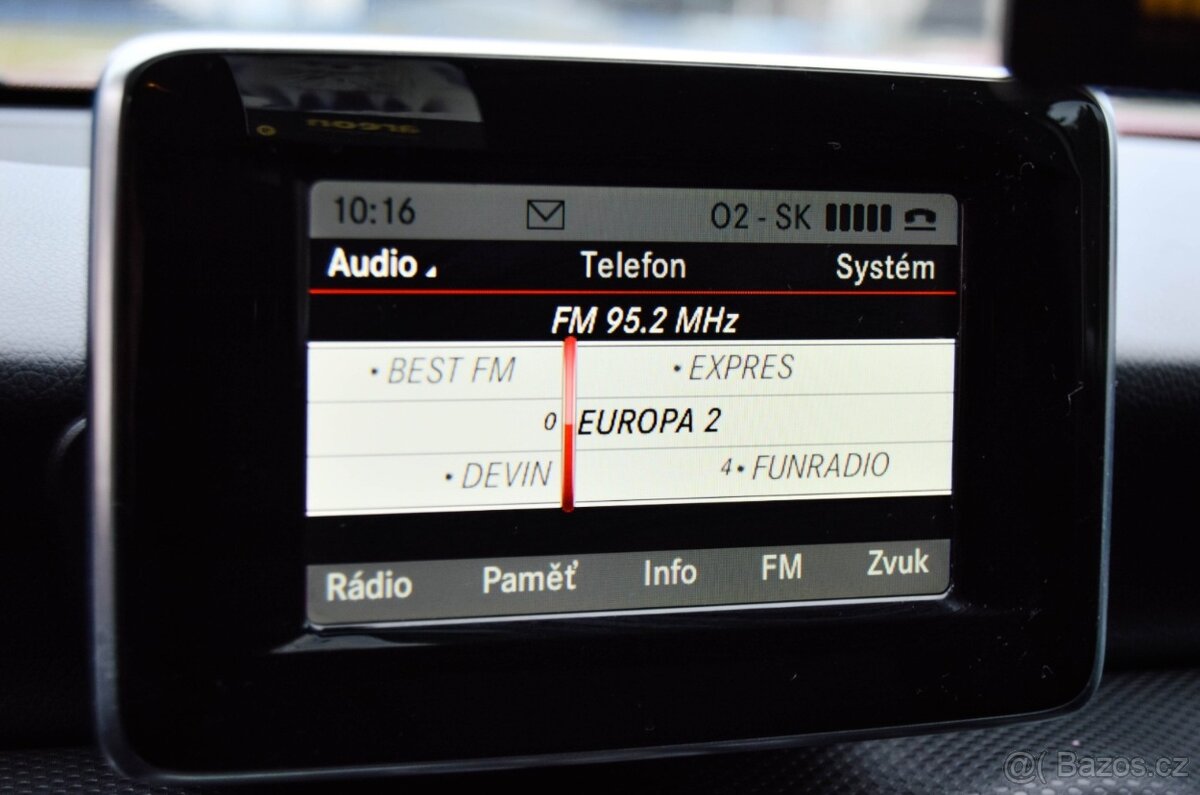 10:16 O2 - SK
Audio Telefon Systém
FM 95.2 MHz
• BEST FM • EXPRES
0 EUROPA 2
• DEVIN 4• FUNRADIO
Rádio Paměť Info FM Zvuk
@( Bazos.cz